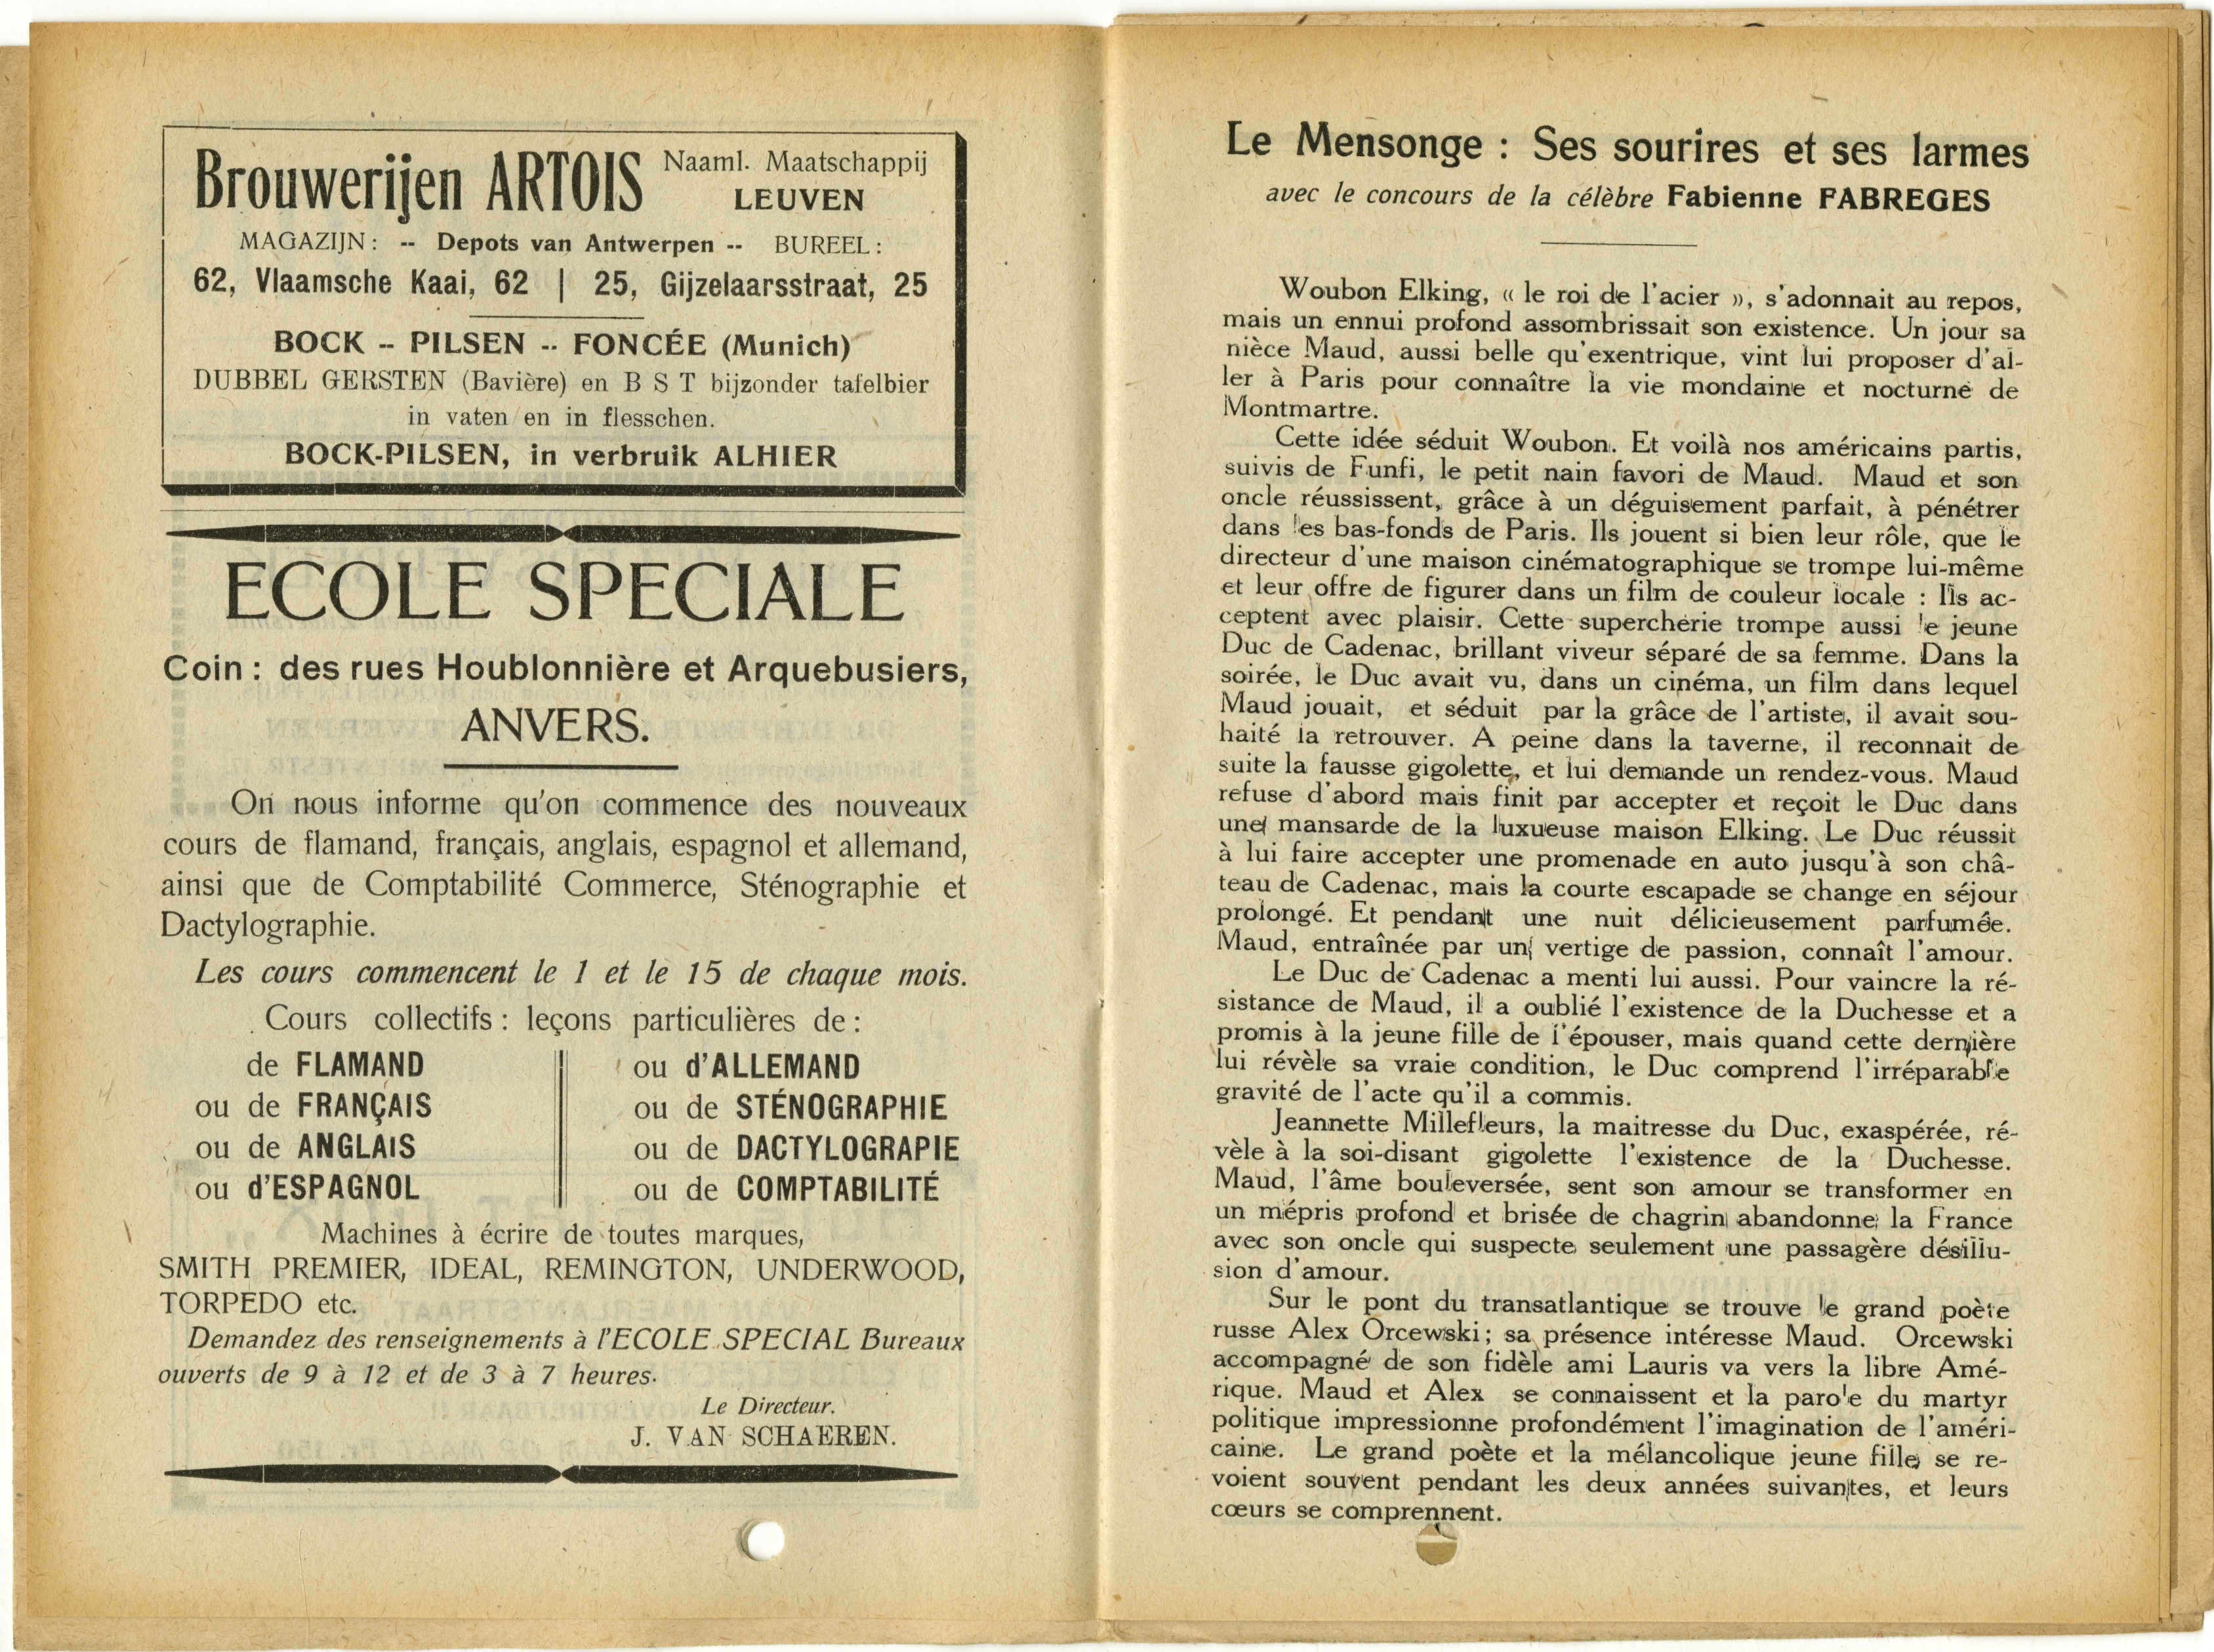 Brouwerijen ARTOIS Naaml. Maatschappij
LEUVEN
MAGAZIJN: -- Depots van Antwerpen -- BUREEL:
62, Vlaamsche Kaai, 62 | 25, Gijzelaarsstraat, 25
BOCK -- PILSEN -- FONCÉE (Munich)
DUBBEL GERSTEN (Bavière) en B S T bijzonder tafelbier
in vaten en in flesschen.
BOCK-PILSEN, in verbruik ALHIER
ECOLE SPECIALE
Coin: des rues Houblonnière et Arquebusiers,
ANVERS.
On nous informe qu'on commence des nouveaux
cours de flamand, français, anglais, espagnol et allemand,
ainsi que de Comptabilité Commerce, Sténographie et
Dactylographie.
Les cours commencent le 1 et le 15 de chaque mois.
Cours collectifs: leçons particulières de:
de FLAMAND
ou de FRANÇAIS
ou de ANGLAIS
ou d'ESPAGNOL
ou d'ALLEMAND
ou de STÉNOGRAPHIE
ou de DACTYLOGRAPIE
ou de COMPTABILITÉ
Machines à écrire de toutes marques,
SMITH PREMIER, IDEAL, REMINGTON, UNDERWOOD,
TORPEDO etc.
Demandez des renseignements à l'ECOLE SPECIAL Bureaux
ouverts de 9 à 12 et de 3 à 7 heures.
Le Directeur.
J. VAN SCHAEREN.
Le Mensonge : Ses sourires et ses larmes
avec le concours de la célèbre Fabienne FABREGES
Woubon Elking, « le roi de l'acier », s'adonnait au repos,
mais un ennui profond assombrissait son existence. Un jour sa
nièce Maud, aussi belle qu'exentrique, vint lui proposer d'al-
ler à Paris pour connaître la vie mondaine et nocturne de
Montmartre.
Cette idée séduit Woubon. Et voilà nos américains partis,
suivis de Funfi, le petit nain favori de Maud. Maud et son
oncle réussissent, grâce à un déguisement parfait, à pénétrer
dans les bas-fonds de Paris. Ils jouent si bien leur rôle, que le
directeur d'une maison cinématographique se trompe lui-même
et leur offre de figurer dans un film de couleur locale : Ils ac-
ceptent avec plaisir. Cette supercherie trompe aussi le jeune
Duc de Cadenac, brillant viveur séparé de sa femme. Dans la
soirée, le Duc avait vu, dans un cinéma, un film dans lequel
Maud jouait, et séduit par la grâce de l'artiste, il avait sou-
haité la retrouver. A peine dans la taverne, il reconnait de
suite la fausse gigolette, et lui demande un rendez-vous. Maud
refuse d'abord mais finit par accepter et reçoit le Duc dans
une mansarde de la luxueuse maison Elking. Le Duc réussit
à lui faire accepter une promenade en auto jusqu'à son châ-
teau de Cadenac, mais la courte escapade se change en séjour
prolongé. Et pendant une nuit délicieusement parfumée.
Maud, entraînée par un vertige de passion, connaît l'amour.
Le Duc de Cadenac a menti lui aussi. Pour vaincre la ré-
sistance de Maud, il a oublié l'existence de la Duchesse et a
promis à la jeune fille de l'épouser, mais quand cette dernière
lui révèle sa vraie condition, le Duc comprend l'irréparable
gravité de l'acte qu'il a commis.
Jeannette Millefleurs, la maitresse du Duc, exaspérée, ré-
vèle à la soi-disant gigolette l'existence de la Duchesse.
Maud, l'âme bouleversée, sent son amour se transformer en
un mépris profond et brisée de chagrin abandonne la France
avec son oncle qui suspecte seulement une passagère désillu-
sion d'amour.
Sur le pont du transatlantique se trouve le grand poète
russe Alex Orcewski; sa présence intéresse Maud. Orcewski
accompagné de son fidèle ami Lauris va vers la libre Amé-
rique. Maud et Alex se connaissent et la parole du martyr
politique impressionne profondément l'imagination de l'améri-
caine. Le grand poète et la mélancolique jeune fille se re-
voient souvent pendant les deux années suivantes, et leurs
cœurs se comprennent.